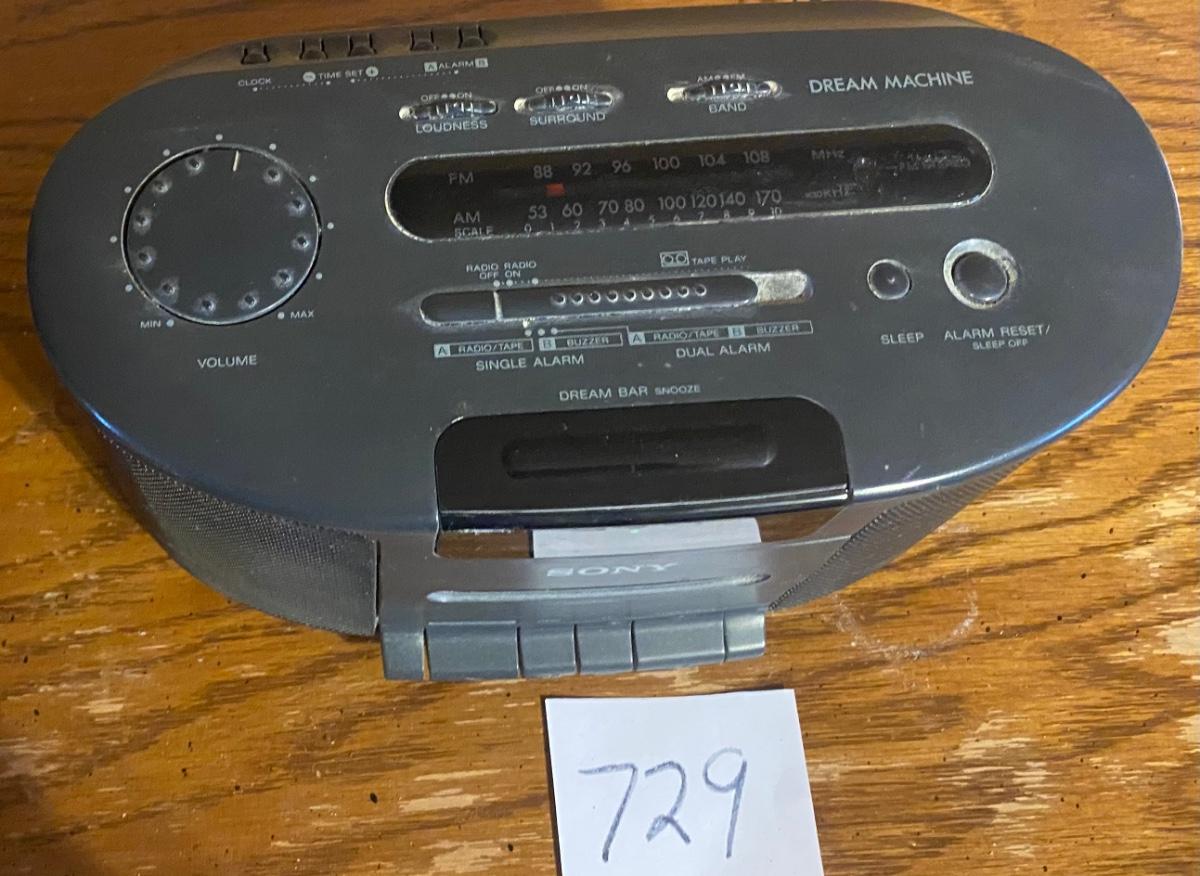 CLOCK
- TIME SET +
A ALARM B
OFF ON
LOUDNESS
OFF ON
SURROUND
AM FM
BAND
DREAM MACHINE
FM 88 92 96 100 104 108 MHz
AM 53 60 70 80 100 120 140 170
SCALE 0 1 2 3 4 5 6 7 8 9 10
MIN MAX
VOLUME
RADIO RADIO
OFF ON
TAPE PLAY
A RADIO/TAPE B BUZZER
SINGLE ALARM
A RADIO/TAPE B BUZZER
DUAL ALARM
SLEEP
ALARM RESET/
SLEEP OFF
DREAM BAR SNOOZE
SONY
729